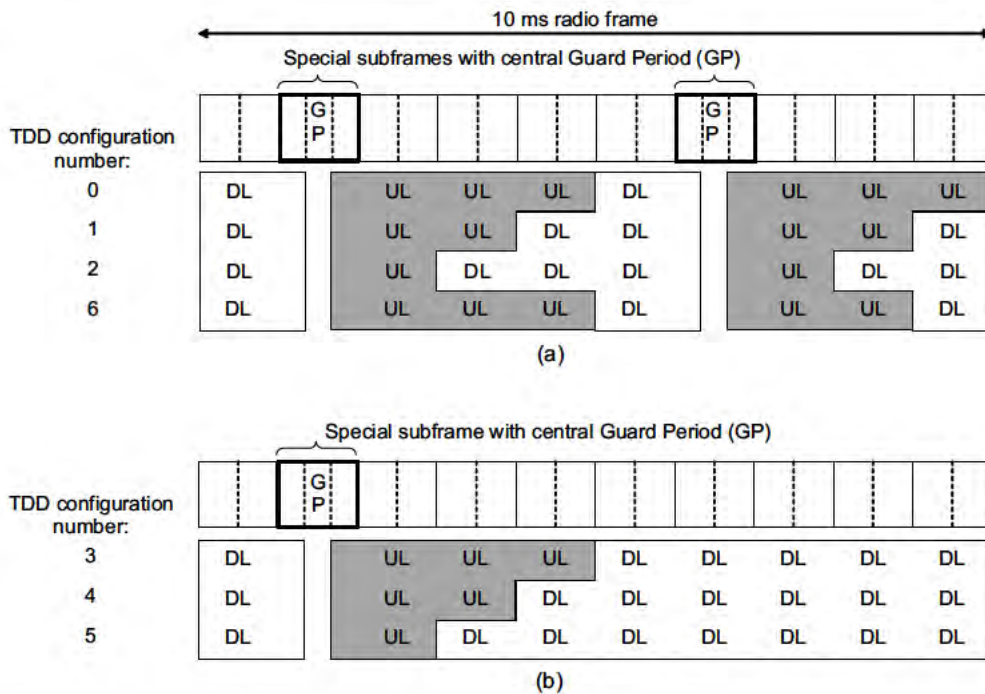 10 ms radio frame
Special subframes with central Guard Period (GP)
G G
P P
TDD configuration
number:
0 DL UL UL UL DL UL UL UL
1 DL UL UL DL DL UL UL DL
2 DL UL DL DL DL UL DL DL
6 DL UL UL UL DL UL UL DL
(a)
Special subframe with central Guard Period (GP)
G
P
TDD configuration
number:
3 DL UL UL UL DL DL DL DL DL
4 DL UL UL DL DL DL DL DL DL
5 DL UL DL DL DL DL DL DL DL
(b)